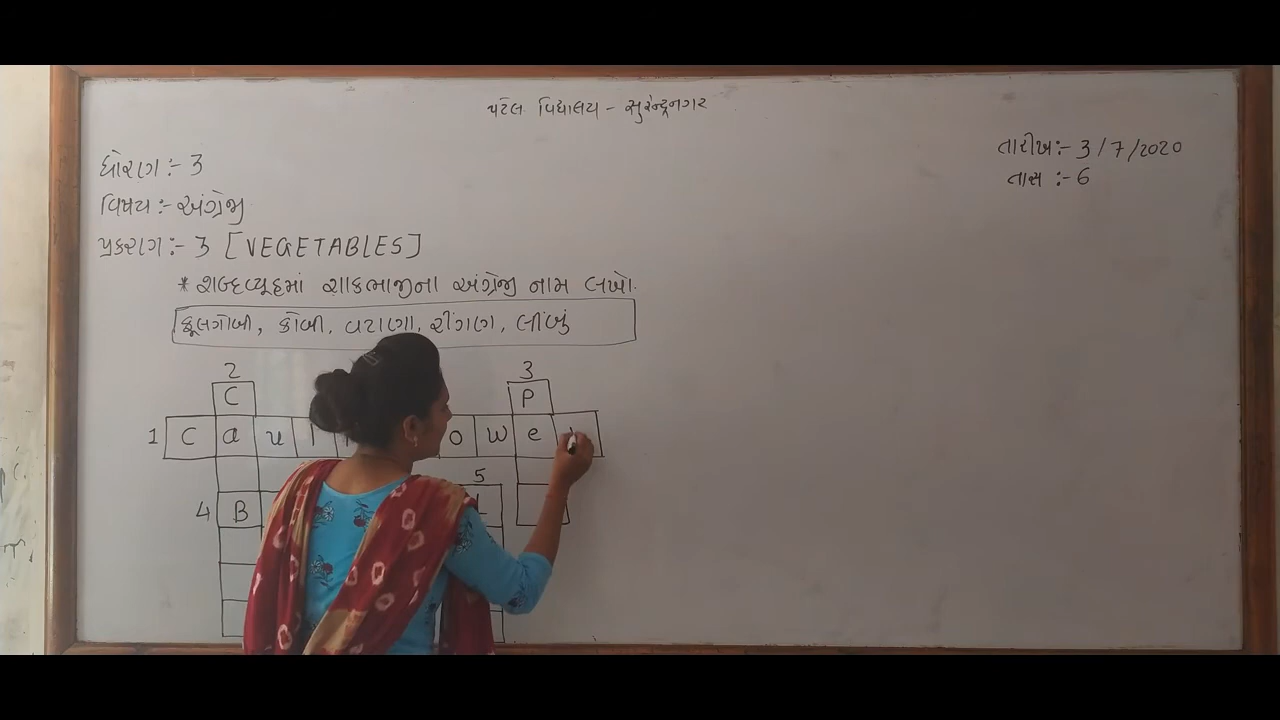 પટેલ વિદ્યાલય - સુરેન્દ્રનગર
તારીખ :- 3/7/2020
તાસ :- 6
ધોરણ :- 3
વિષય :- અંગ્રેજી
પ્રકરણ :- 3 [VEGETABLES]
* શબ્દવ્યૂહમાં શાકભાજીના અંગ્રેજી નામ લખો.
ફૂલગોબી, કોબી, વટાણા, રીંગણ, લીંબું
2 3
C P
1 C a u l o w e
5
4 B L